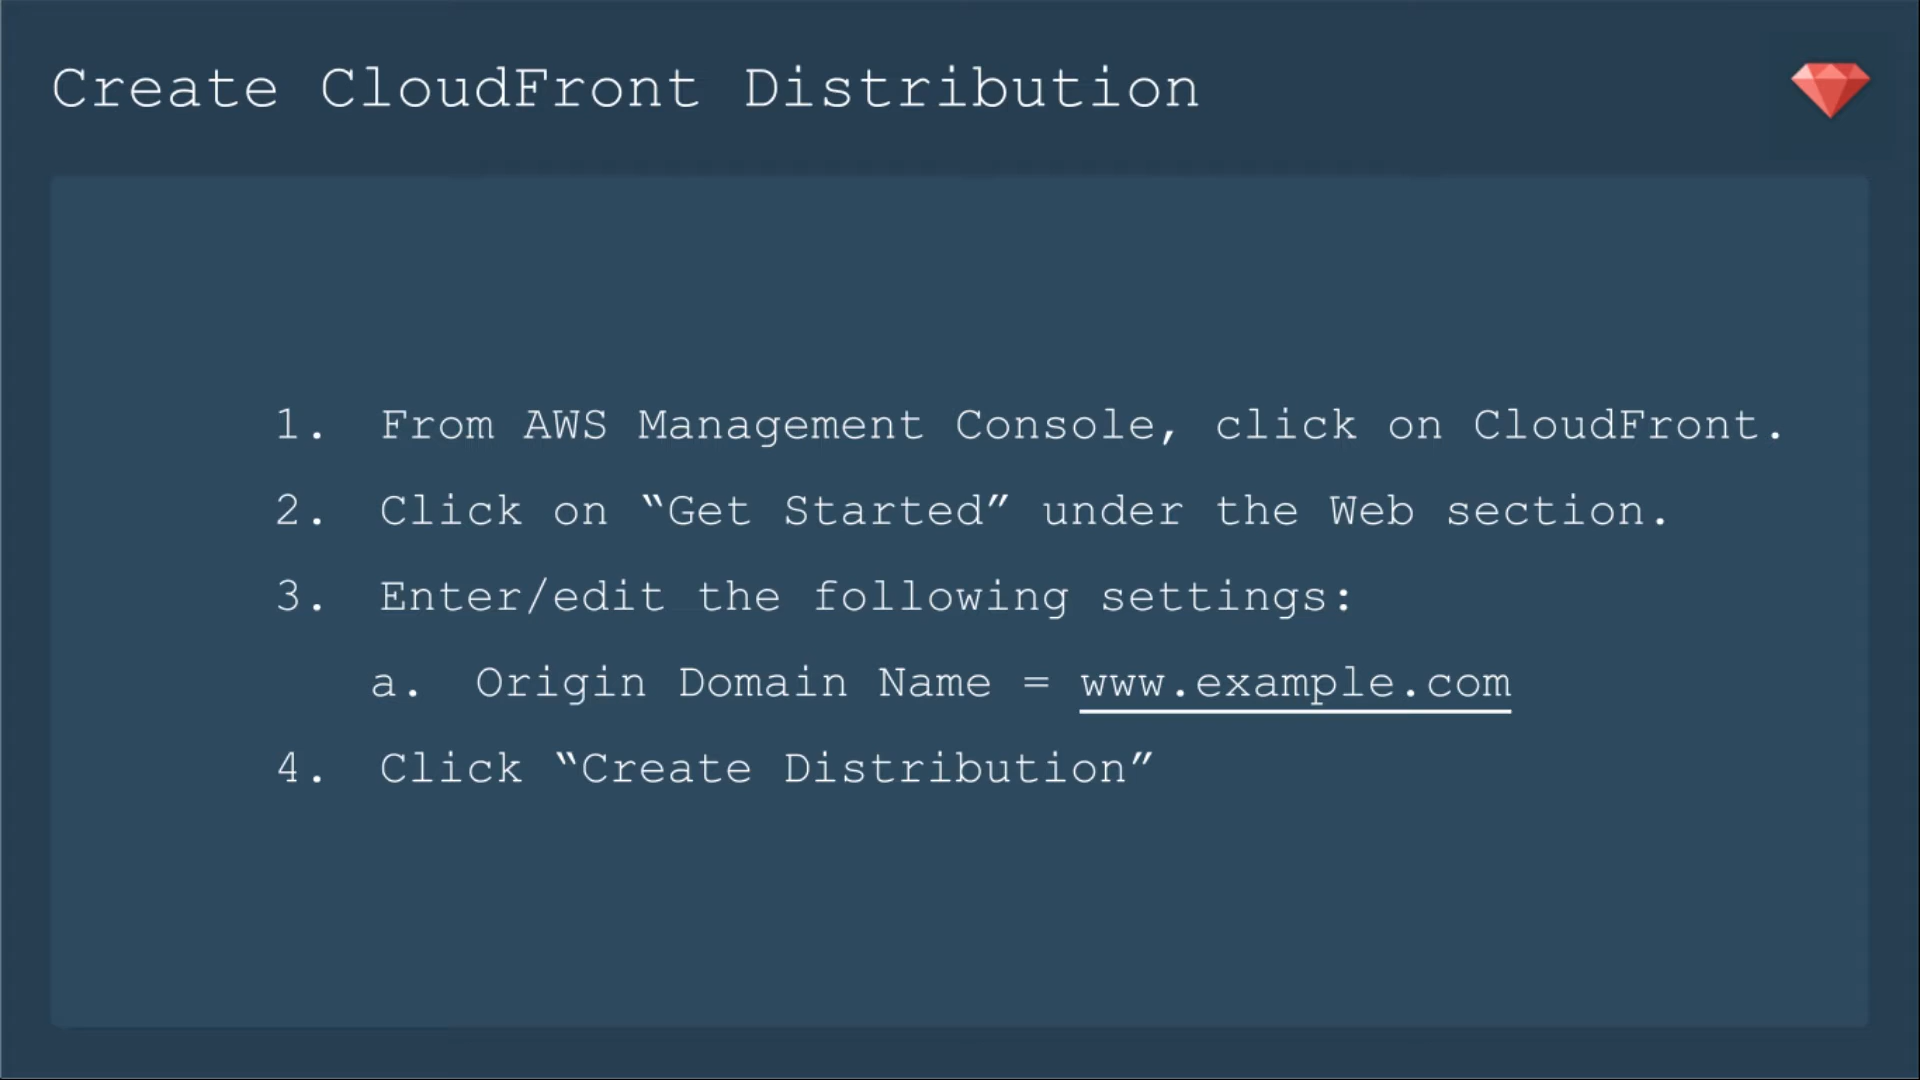 Create CloudFront Distribution
1. From AWS Management Console, click on CloudFront.
2. Click on “Get Started” under the Web section.
3. Enter/edit the following settings:
a. Origin Domain Name = www.example.com
4. Click “Create Distribution”